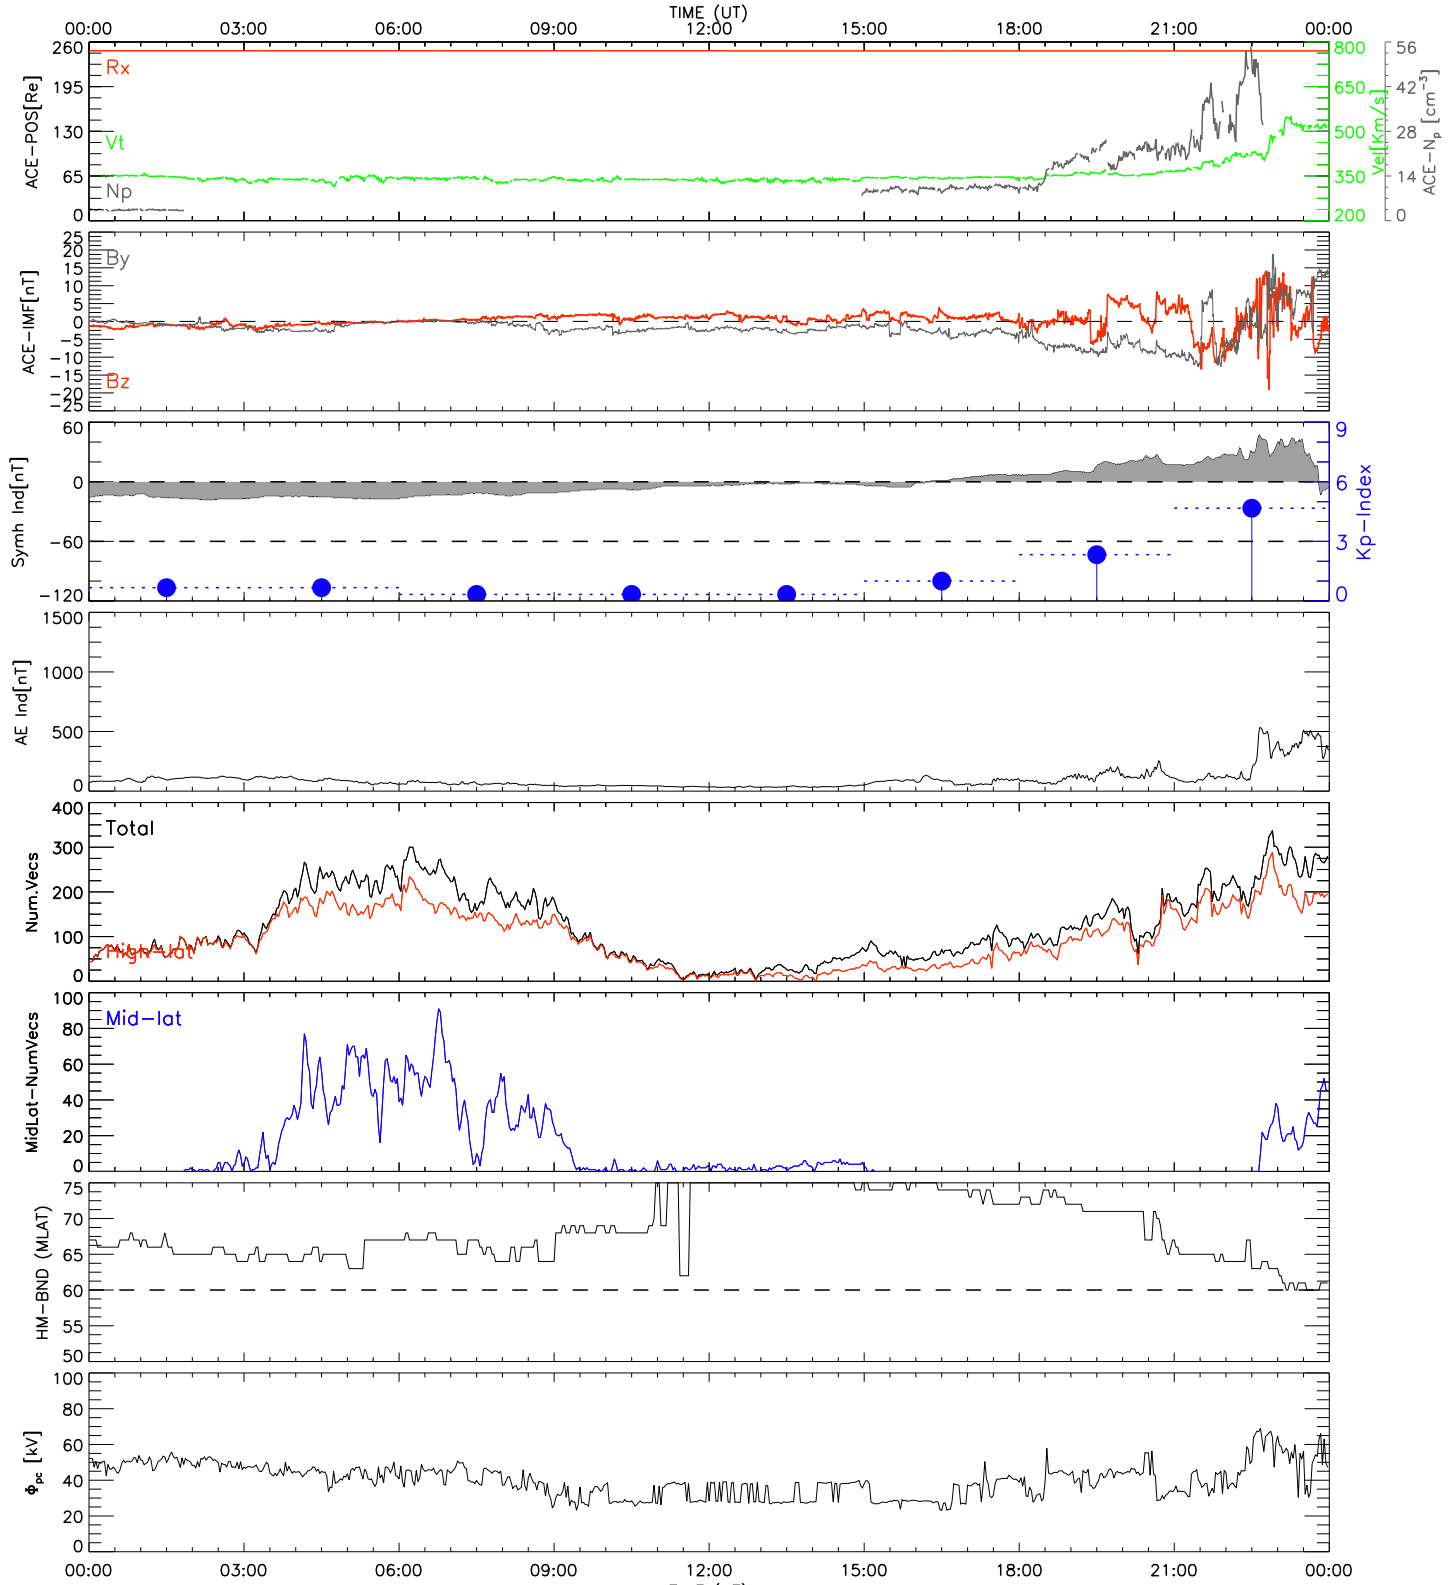 TIME (UT)
00:00 03:00 06:00 09:00 12:00 15:00 18:00 21:00 00:00
ACE-POS[Re]
260
195
130
65
0
Rx
Vt
Np
800
650
500
350
200
Vel[Km/s]
56
42
28
14
0
ACE-Np [cm⁻³]
ACE-IMF[nT]
25
20
15
10
5
0
-5
-10
-15
-20
-25
By
Bz
Symh Ind[nT]
60
0
-60
-120
9
6
3
0
Kp-Index
AE Ind[nT]
1500
1000
500
0
Num.Vecs
400
300
200
100
0
Total
High-lat
MidLat-NumVecs
100
80
60
40
20
0
Mid-lat
HM-BND (MLAT)
75
70
65
60
55
50
Φpc [kV]
100
80
60
40
20
0
00:00 03:00 06:00 09:00 12:00 15:00 18:00 21:00 00:00